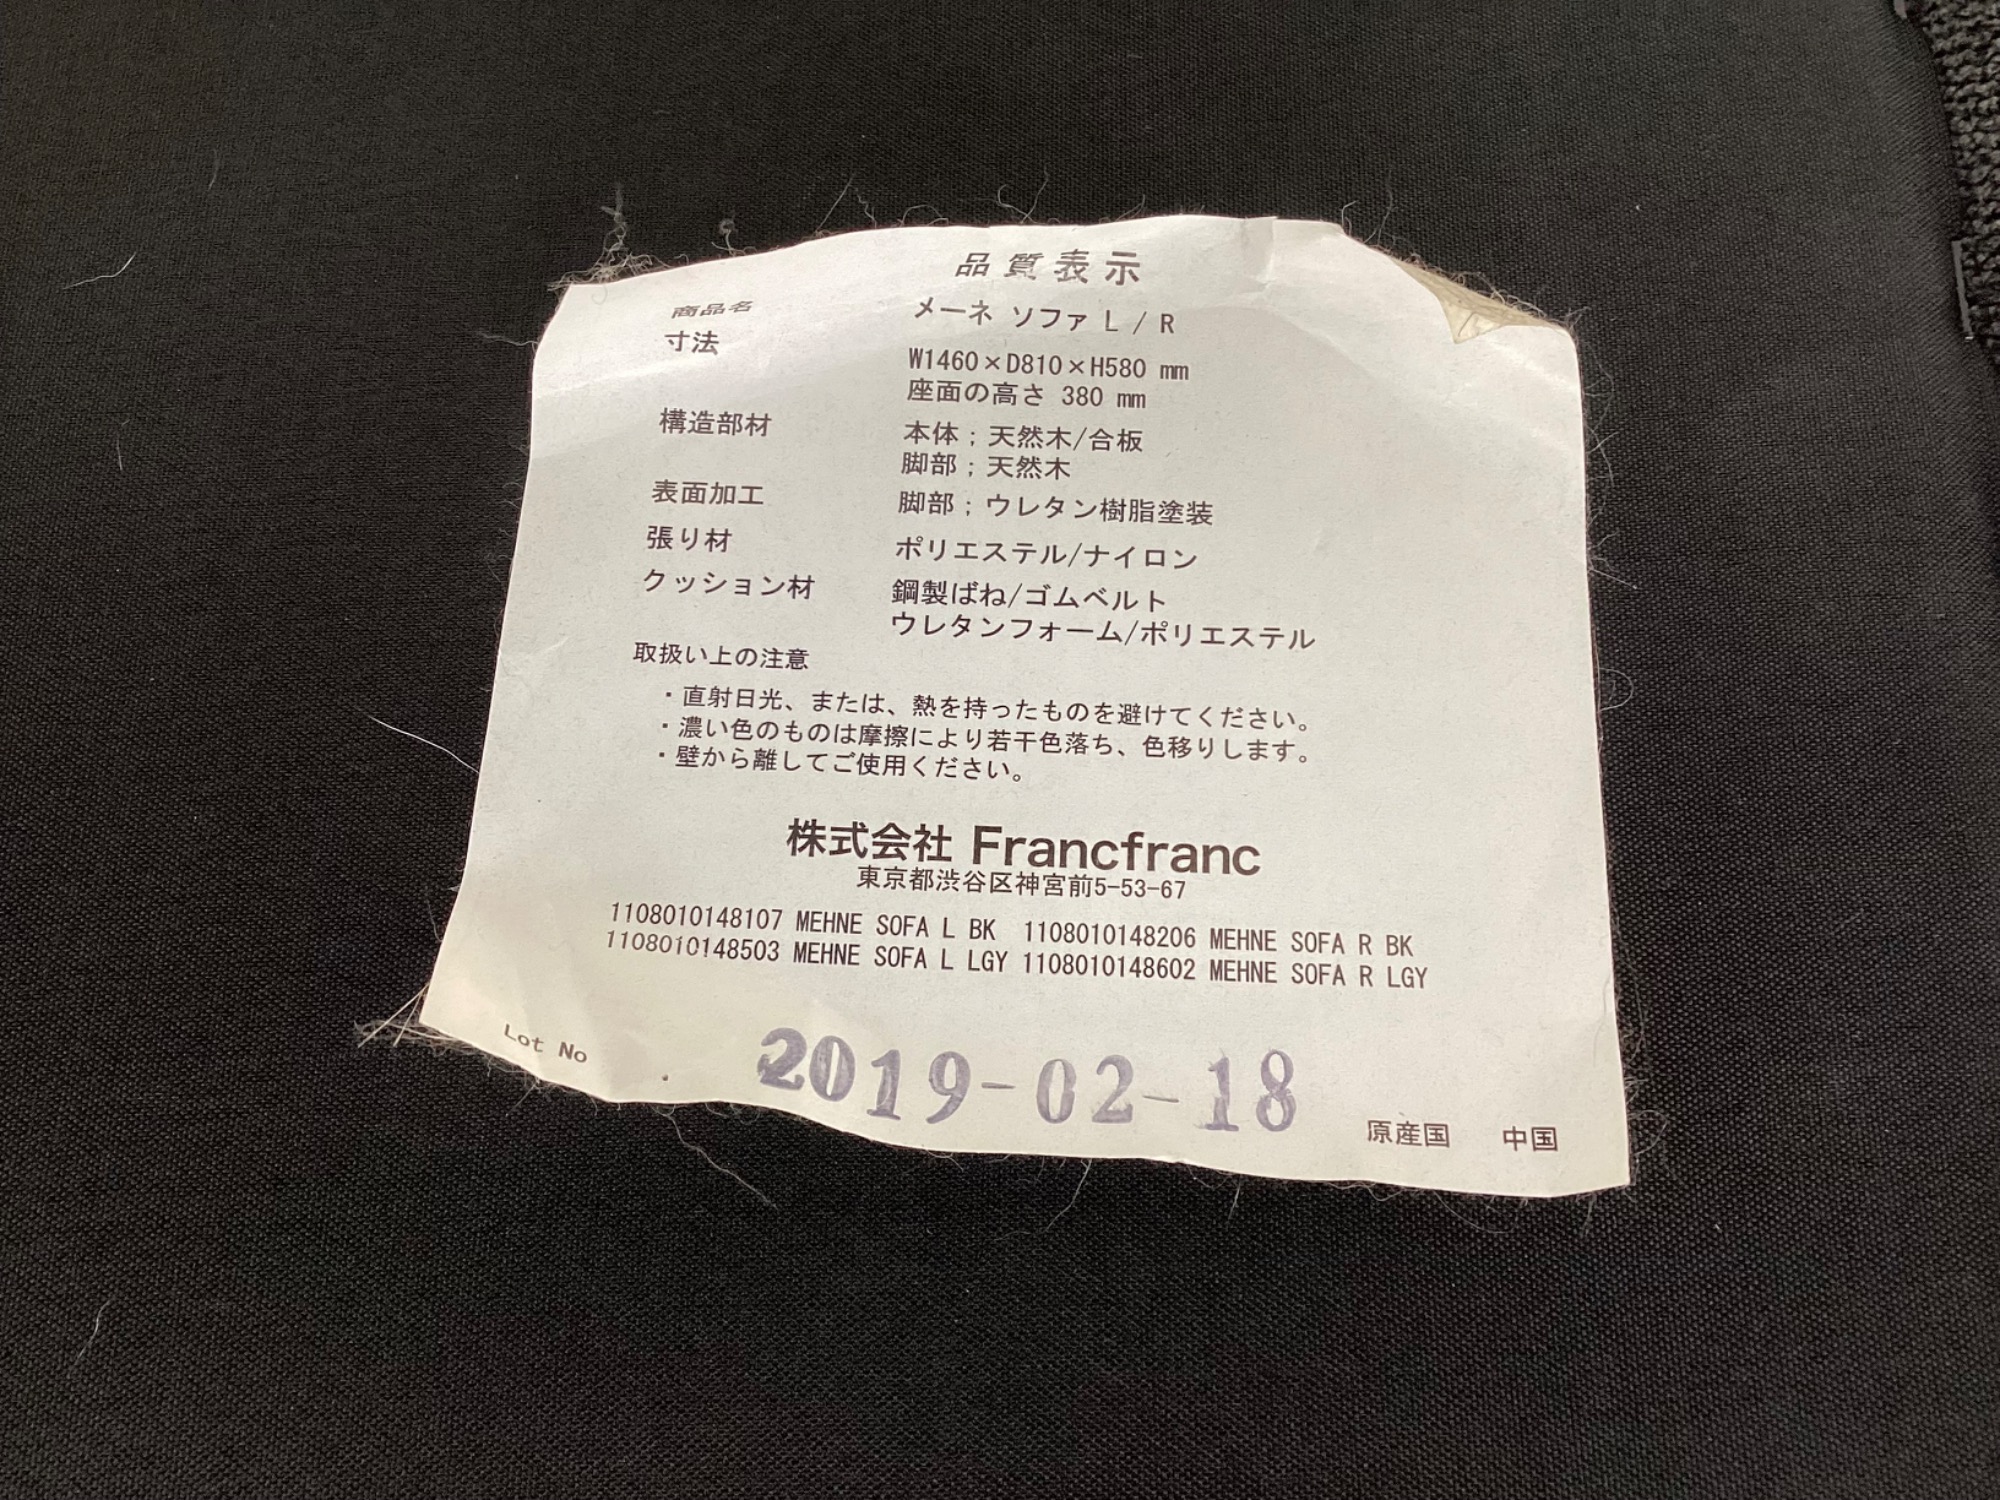 品質表示
商品名 メーネ ソファ L / R
寸法 W1460×D810×H580 mm
座面の高さ 380 mm
構造部材 本体；天然木/合板
脚部；天然木
表面加工 脚部；ウレタン樹脂塗装
張り材 ポリエステル/ナイロン
クッション材 鋼製ばね/ゴムベルト
ウレタンフォーム/ポリエステル
取扱い上の注意
・直射日光、または、熱を持ったものを避けてください。
・濃い色のものは摩擦により若干色落ち、色移りします。
・壁から離してご使用ください。
株式会社 Francfranc
東京都渋谷区神宮前5-53-67
1108010148107 MEHNE SOFA L BK 1108010148206 MEHNE SOFA R BK
1108010148503 MEHNE SOFA L LGY 1108010148602 MEHNE SOFA R LGY
Lot No 2019-02-18 原産国 中国